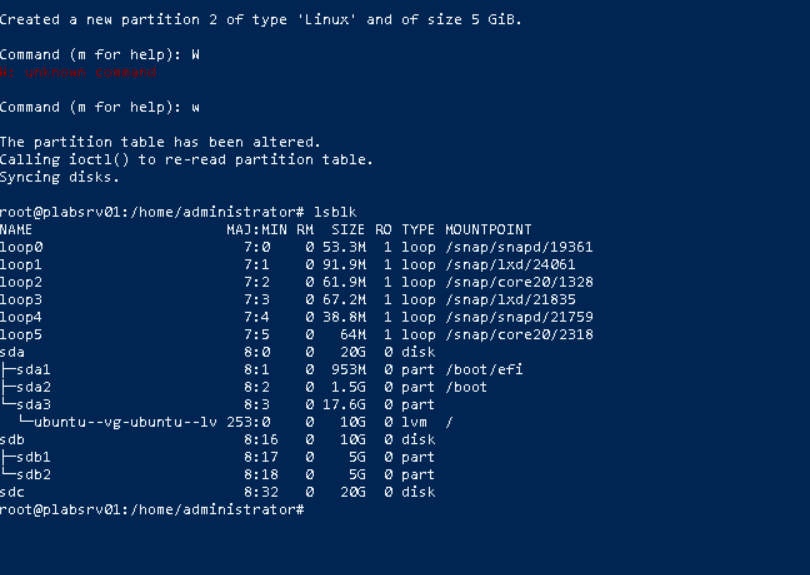 Created a new partition 2 of type 'Linux' and of size 5 GiB.
Command (m for help): W
W: unknown command
Command (m for help): w
The partition table has been altered.
Calling ioctl() to re-read partition table.
Syncing disks.
root@plabsrv01:/home/administrator# lsblk
NAME MAJ:MIN RM SIZE RO TYPE MOUNTPOINT
loop0 7:0 0 53.3M 1 loop /snap/snapd/19361
loop1 7:1 0 91.9M 1 loop /snap/lxd/24061
loop2 7:2 0 61.9M 1 loop /snap/core20/1328
loop3 7:3 0 67.2M 1 loop /snap/lxd/21835
loop4 7:4 0 38.8M 1 loop /snap/snapd/21759
loop5 7:5 0 64M 1 loop /snap/core20/2318
sda 8:0 0 20G 0 disk
├─sda1 8:1 0 953M 0 part /boot/efi
├─sda2 8:2 0 1.5G 0 part /boot
└─sda3 8:3 0 17.6G 0 part
  └─ubuntu--vg-ubuntu--lv 253:0 0 10G 0 lvm /
sdb 8:16 0 10G 0 disk
├─sdb1 8:17 0 5G 0 part
└─sdb2 8:18 0 5G 0 part
sdc 8:32 0 20G 0 disk
root@plabsrv01:/home/administrator#